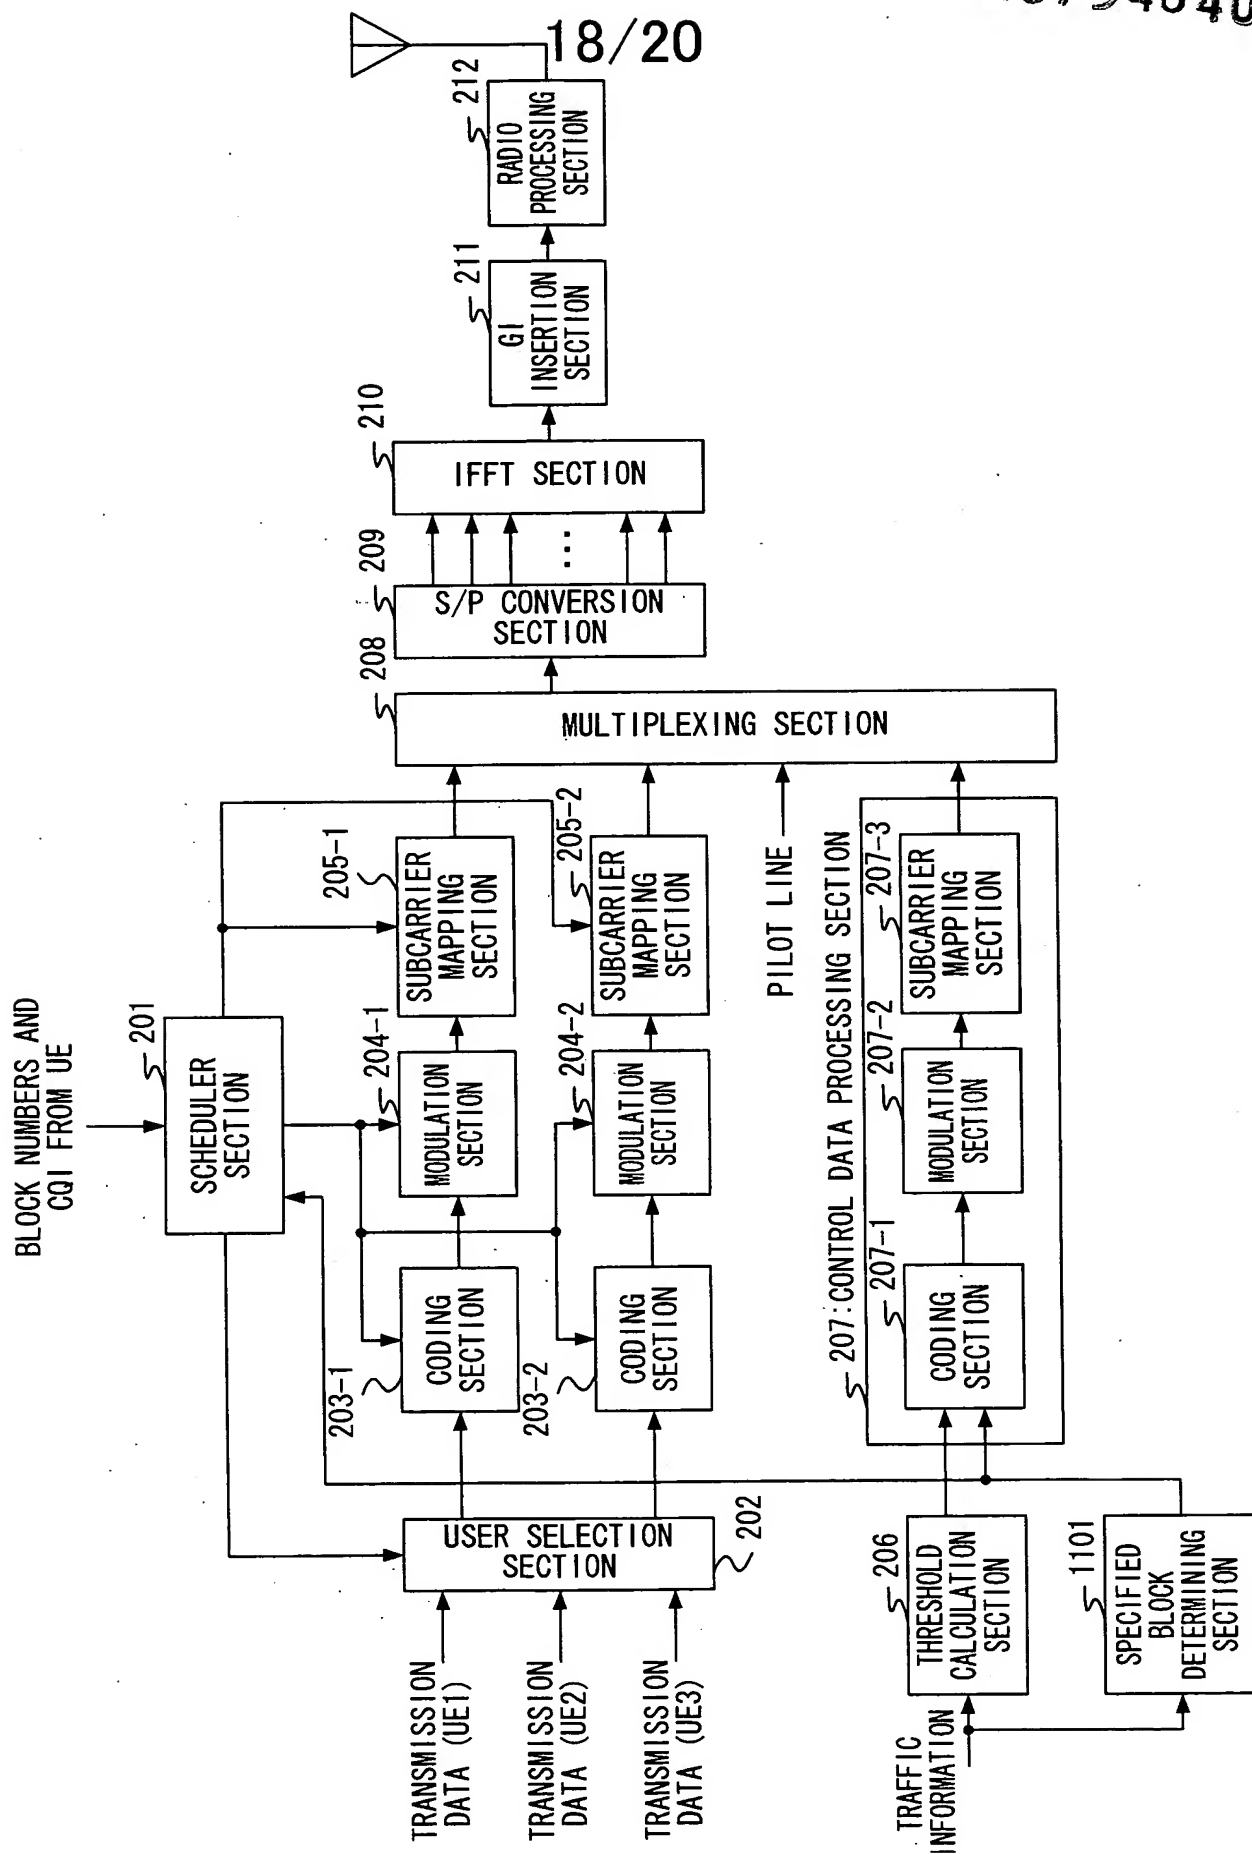 18/20
BLOCK NUMBERS AND
CQI FROM UE
201
SCHEDULER
SECTION
TRANSMISSION
DATA (UE1)
TRANSMISSION
DATA (UE2)
TRANSMISSION
DATA (UE3)
USER SELECTION
SECTION
202
203-1
CODING
SECTION
204-1
MODULATION
SECTION
205-1
SUBCARRIER
MAPPING
SECTION
203-2
CODING
SECTION
204-2
MODULATION
SECTION
205-2
SUBCARRIER
MAPPING
SECTION
PILOT LINE
TRAFFIC
INFORMATION
206
THRESHOLD
CALCULATION
SECTION
1101
SPECIFIED
BLOCK
DETERMINING
SECTION
207:CONTROL DATA PROCESSING SECTION
207-1
CODING
SECTION
207-2
MODULATION
SECTION
207-3
SUBCARRIER
MAPPING
SECTION
208
MULTIPLEXING SECTION
209
S/P CONVERSION
SECTION
...
210
IFFT SECTION
211
GI
INSERTION
SECTION
212
RADIO
PROCESSING
SECTION